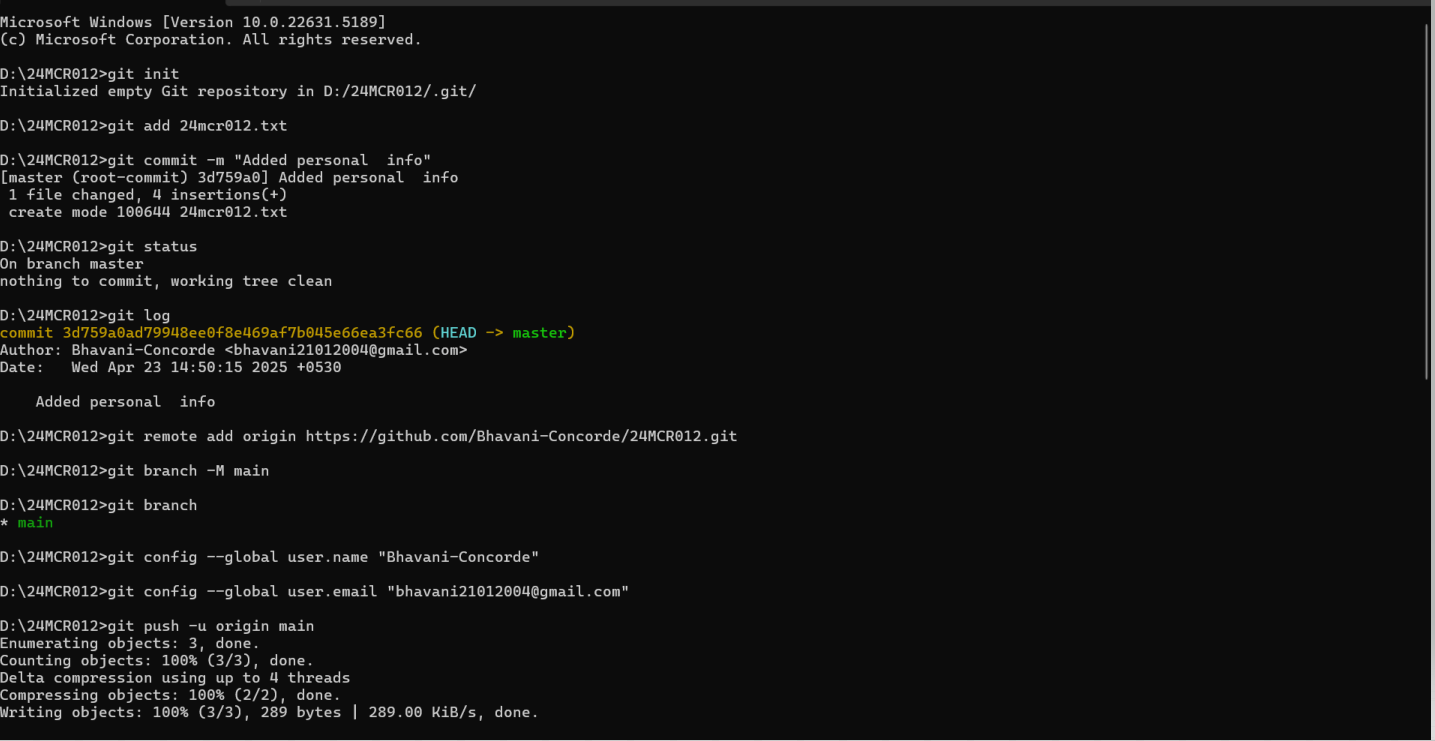 Microsoft Windows [Version 10.0.22631.5189]
(c) Microsoft Corporation. All rights reserved.
D:\24MCR012>git init
Initialized empty Git repository in D:/24MCR012/.git/
D:\24MCR012>git add 24mcr012.txt
D:\24MCR012>git commit -m "Added personal  info"
[master (root-commit) 3d759a0] Added personal  info
 1 file changed, 4 insertions(+)
 create mode 100644 24mcr012.txt
D:\24MCR012>git status
On branch master
nothing to commit, working tree clean
D:\24MCR012>git log
commit 3d759a0ad79948ee0f8e469af7b045e66ea3fc66 (HEAD -> master)
Author: Bhavani-Concorde <bhavani21012004@gmail.com>
Date:   Wed Apr 23 14:50:15 2025 +0530
    Added personal  info
D:\24MCR012>git remote add origin https://github.com/Bhavani-Concorde/24MCR012.git
D:\24MCR012>git branch -M main
D:\24MCR012>git branch
* main
D:\24MCR012>git config --global user.name "Bhavani-Concorde"
D:\24MCR012>git config --global user.email "bhavani21012004@gmail.com"
D:\24MCR012>git push -u origin main
Enumerating objects: 3, done.
Counting objects: 100% (3/3), done.
Delta compression using up to 4 threads
Compressing objects: 100% (2/2), done.
Writing objects: 100% (3/3), 289 bytes | 289.00 KiB/s, done.